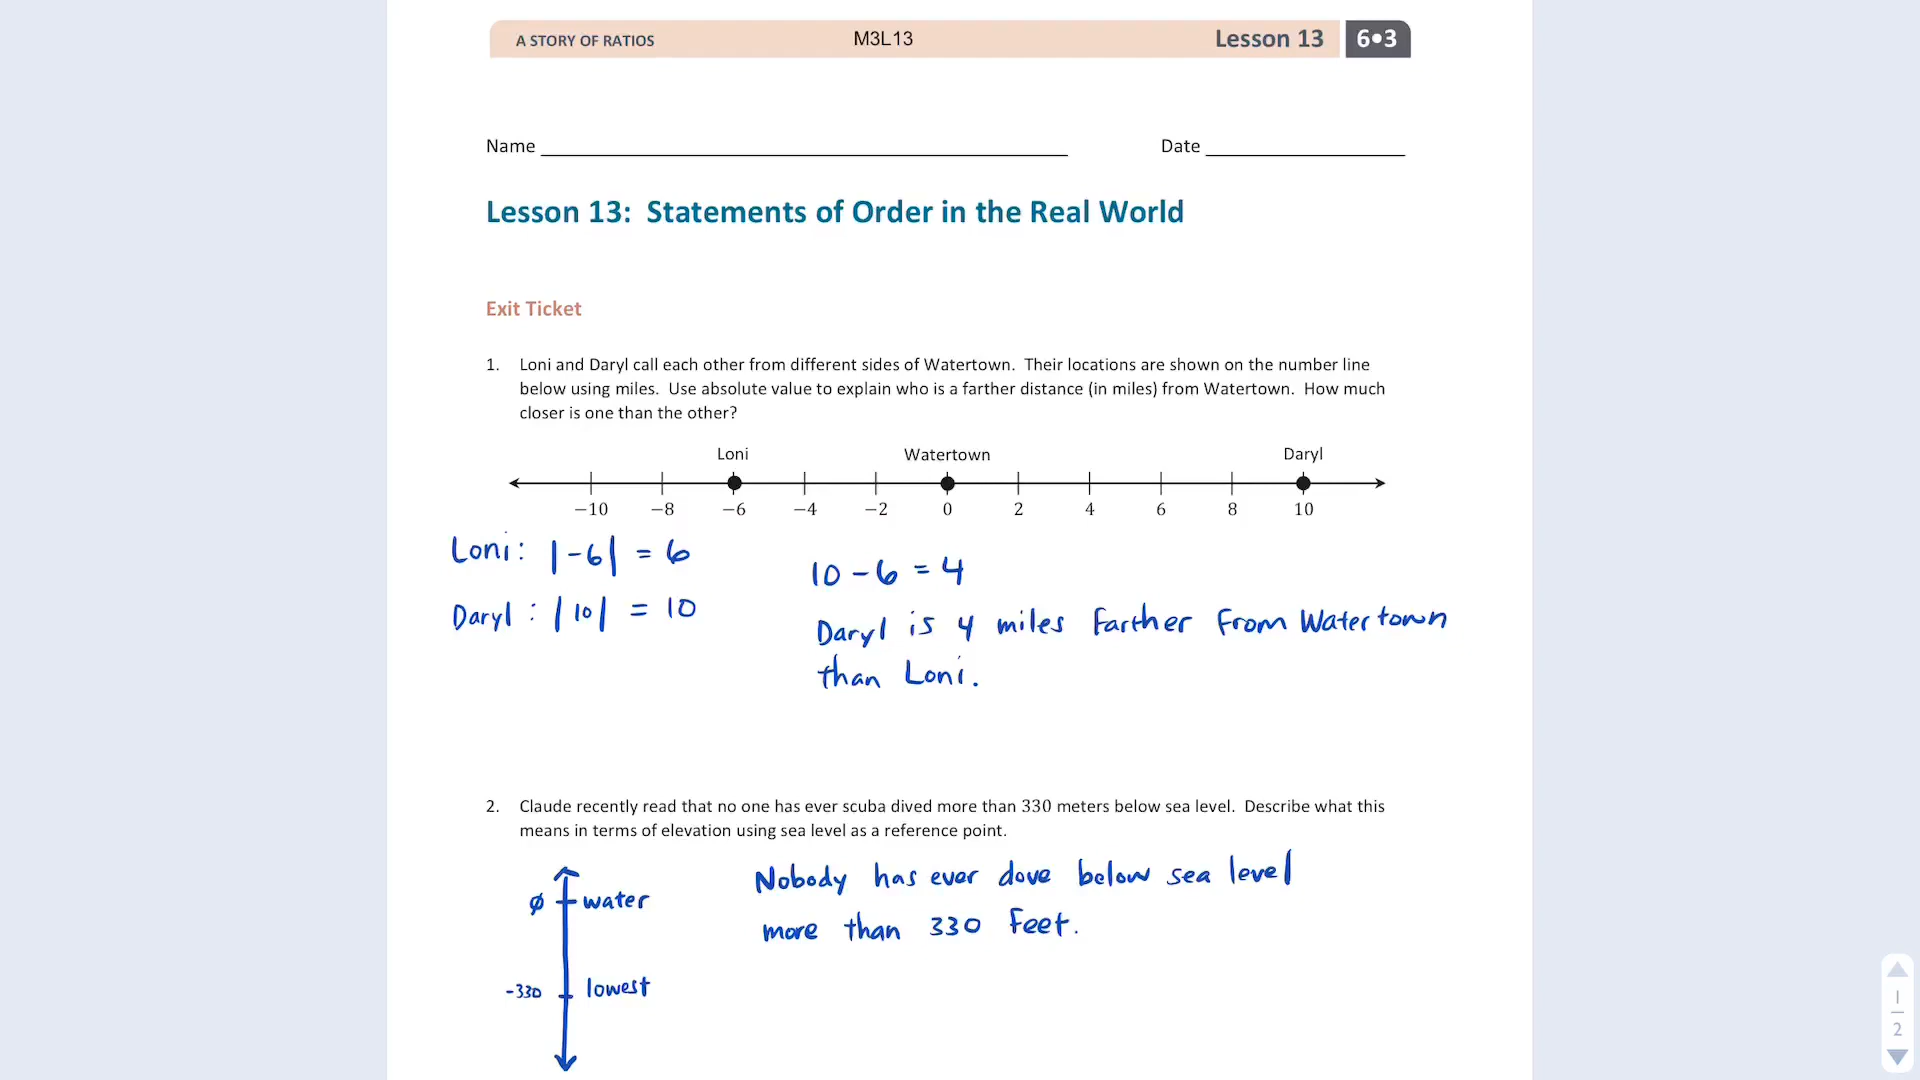 A STORY OF RATIOS M3L13 Lesson 13 6•3
Name Date
Lesson 13: Statements of Order in the Real World
Exit Ticket
1. Loni and Daryl call each other from different sides of Watertown. Their locations are shown on the number line
below using miles. Use absolute value to explain who is a farther distance (in miles) from Watertown. How much
closer is one than the other?
Loni Watertown Daryl
−10 −8 −6 −4 −2 0 2 4 6 8 10
Loni: |-6| = 6
10 - 6 = 4
Daryl: |10| = 10
Daryl is 4 miles farther from Watertown
than Loni.
2. Claude recently read that no one has ever scuba dived more than 330 meters below sea level. Describe what this
means in terms of elevation using sea level as a reference point.
Nobody has ever dove below sea level
0 water
more than 330 feet.
-330 lowest
1
2